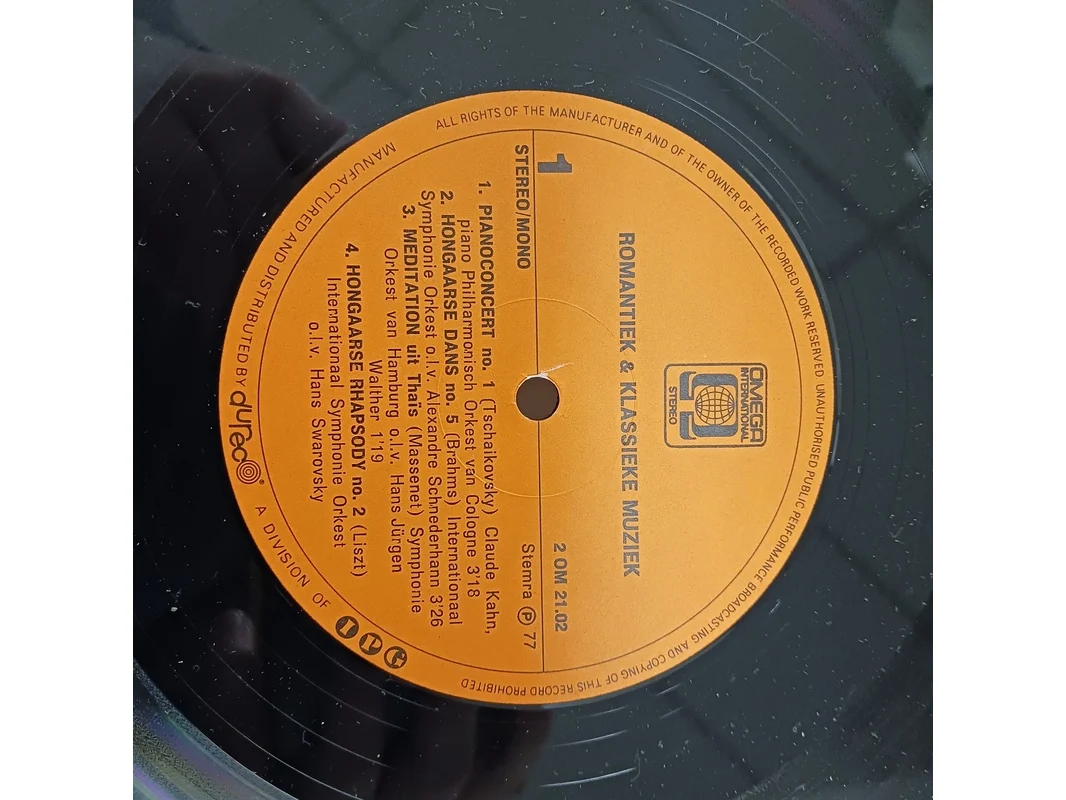 OMEGA
INTERNATIONAL
STEREO
ROMANTIEK & KLASSIEKE MUZIEK
1
2 OM 21.02
STEREO/MONO
Stemra Ⓟ 77
1. PIANOCONCERT no. 1 (Tschaikovsky) Claude Kahn,
piano Philharmonisch Orkest van Cologne 3'18
2. HONGAARSE DANS no. 5 (Brahms) Internationaal
Symphonie Orkest o.l.v. Alexandre Schnederhann 3'26
3. MEDITATION uit Thaïs (Massenet) Symphonie
Orkest van Hamburg o.l.v. Hans Jürgen
Walther 1'19
4. HONGAARSE RHAPSODY no. 2 (Liszt)
Internationaal Symphonie Orkest
o.l.v. Hans Swarovsky
ALL RIGHTS OF THE MANUFACTURER AND OF THE OWNER OF THE RECORDED WORK RESERVED UNAUTHORISED PUBLIC PERFORMANCE BROADCASTING AND COPYING OF THIS RECORD PROHIBITED
MANUFACTURED AND DISTRIBUTED BY dureco A DIVISION OF